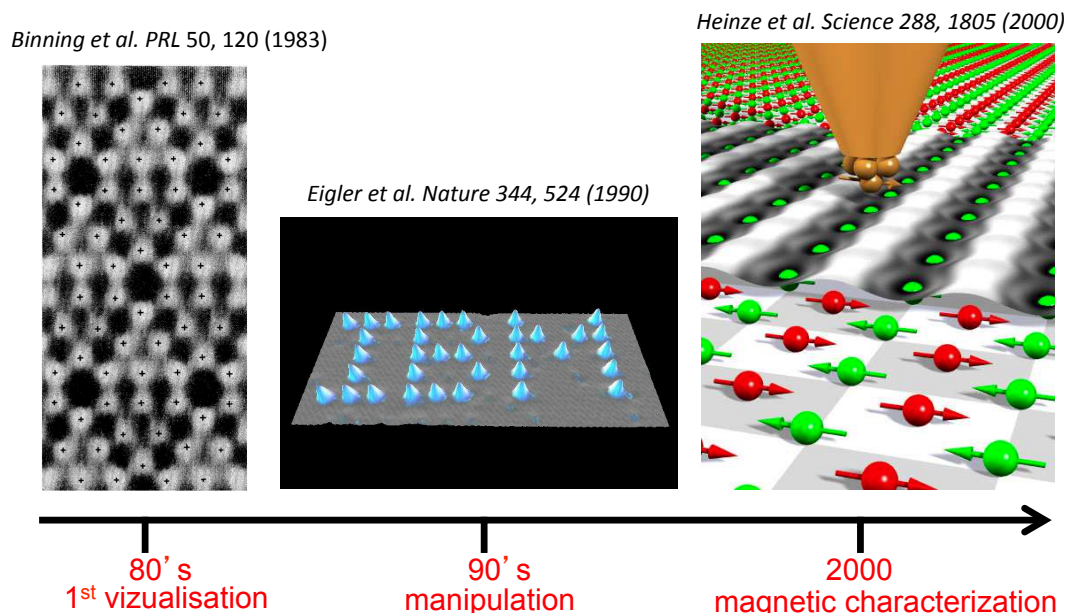 Heinze et al. Science 288, 1805 (2000)
Binning et al. PRL 50, 120 (1983)
Eigler et al. Nature 344, 524 (1990)
IBM
80's
1st vizualisation
90's
manipulation
2000
magnetic characterization